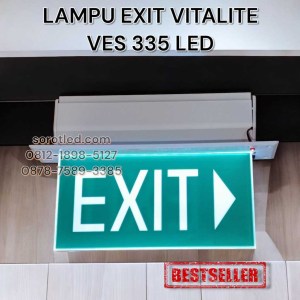 LAMPU EXIT VITALITE
VES 335 LED
sorotled.com
0812-1898-5127
0878-7589-3385
EXIT
BESTSELLER